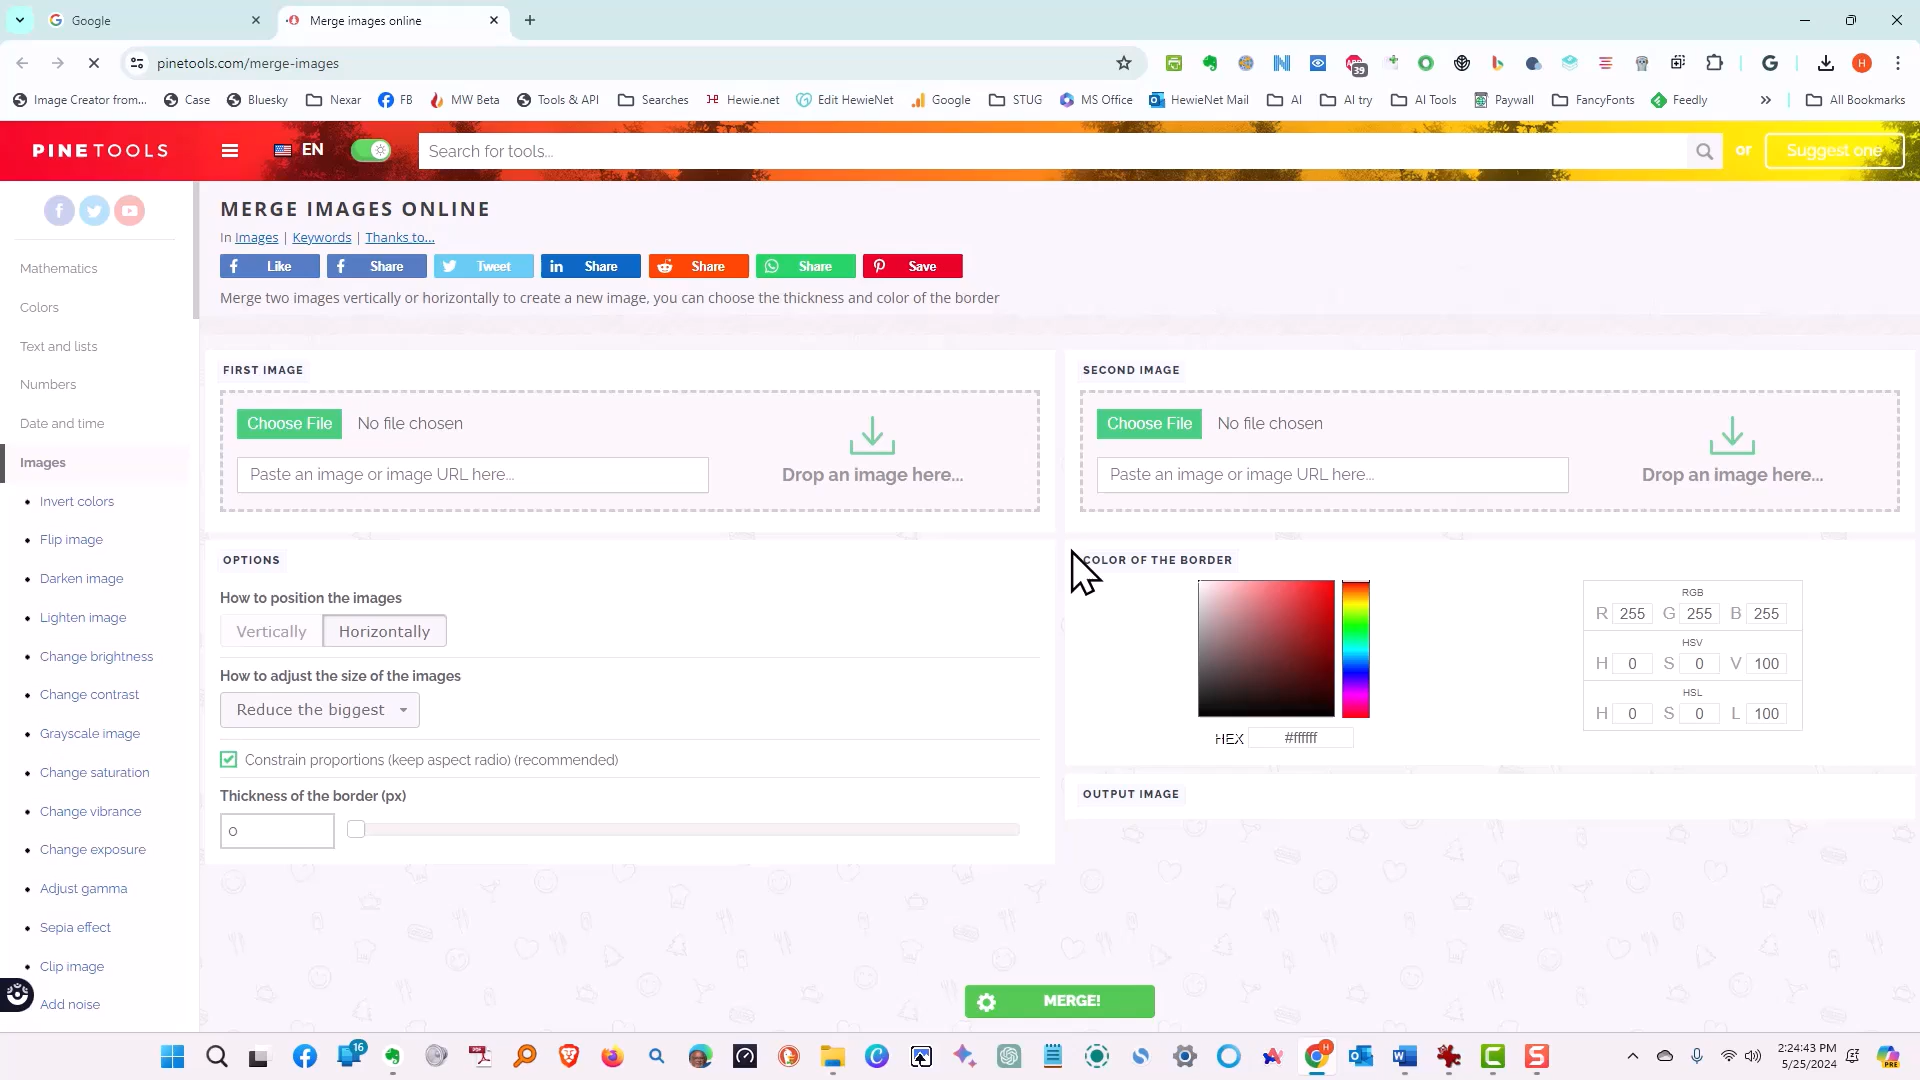 Google
Merge images online
pinetools.com/merge-images
39
H
Image Creator from...
Case
Bluesky
Nexar
FB
MW Beta
Tools & API
Searches
Hewie.net
Edit HewieNet
Google
STUG
MS Office
HewieNet Mail
AI
AI try
AI Tools
Paywall
FancyFonts
Feedly
All Bookmarks
PINETOOLS
EN
Search for tools...
or
Suggest one
MERGE IMAGES ONLINE
In Images | Keywords | Thanks to...
Like
Share
Tweet
Share
Share
Share
Save
Merge two images vertically or horizontally to create a new image, you can choose the thickness and color of the border
Mathematics
Colors
Text and lists
Numbers
Date and time
Images
Invert colors
Flip image
Darken image
Lighten image
Change brightness
Change contrast
Grayscale image
Change saturation
Change vibrance
Change exposure
Adjust gamma
Sepia effect
Clip image
Add noise
FIRST IMAGE
Choose File No file chosen
Paste an image or image URL here...
Drop an image here...
SECOND IMAGE
Choose File No file chosen
Paste an image or image URL here...
Drop an image here...
OPTIONS
How to position the images
Vertically Horizontally
How to adjust the size of the images
Reduce the biggest
Constrain proportions (keep aspect radio) (recommended)
Thickness of the border (px)
0
COLOR OF THE BORDER
HEX #ffffff
RGB
R 255 G 255 B 255
HSV
H 0 S 0 V 100
HSL
H 0 S 0 L 100
OUTPUT IMAGE
MERGE!
16
2:24:43 PM
5/25/2024